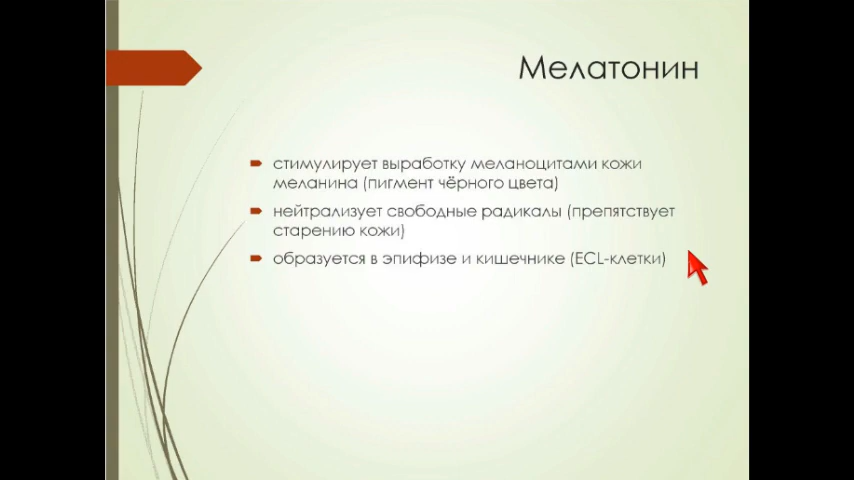 Мелатонин
стимулирует выработку меланоцитами кожи
меланина (пигмент чёрного цвета)
нейтрализует свободные радикалы (препятствует
старению кожи)
образуется в эпифизе и кишечнике (ECL-клетки)